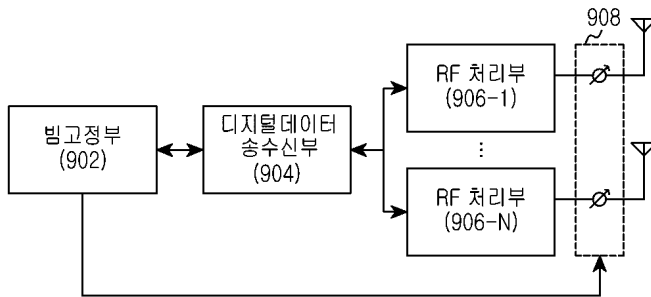 908
RF 처리부
(906-1)
빔고정부
(902)
디지털데이터
송수신부
(904)
...
RF 처리부
(906-N)